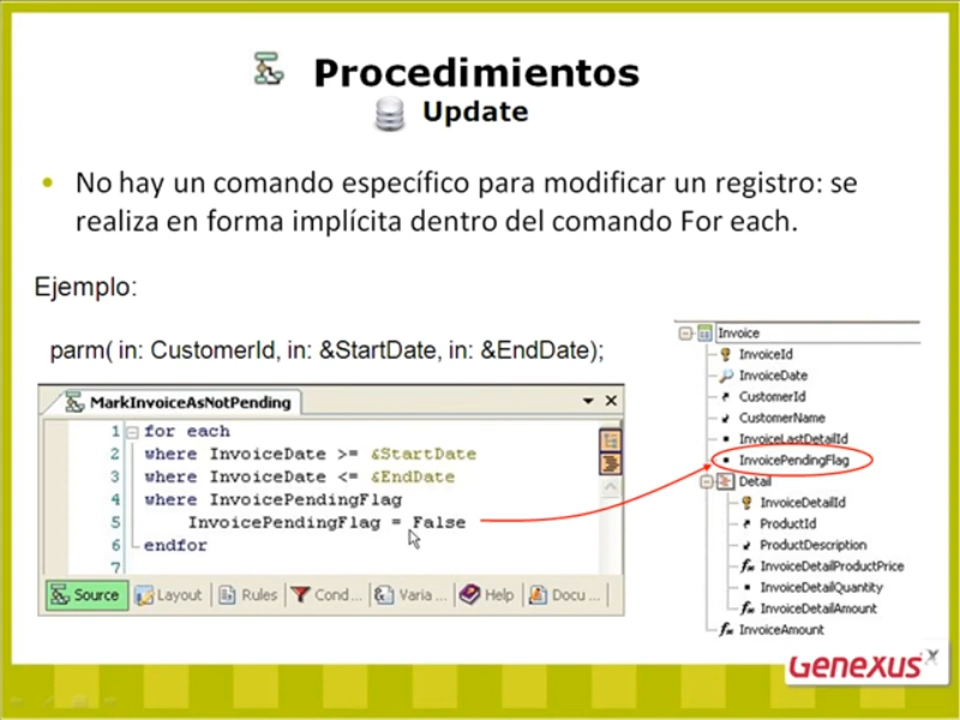 Procedimientos
Update
• No hay un comando específico para modificar un registro: se
realiza en forma implícita dentro del comando For each.
Ejemplo:
parm( in: CustomerId, in: &StartDate, in: &EndDate);
MarkInvoiceAsNotPending
1 for each
2 where InvoiceDate >= &StartDate
3 where InvoiceDate <= &EndDate
4 where InvoicePendingFlag
5 InvoicePendingFlag = False
6 endfor
7
Source Layout Rules Cond... Varia ... Help Docu ...
Invoice
InvoiceId
InvoiceDate
CustomerId
CustomerName
InvoiceLastDetailId
InvoicePendingFlag
Detail
InvoiceDetailId
ProductId
ProductDescription
InvoiceDetailProductPrice
InvoiceDetailQuantity
InvoiceDetailAmount
InvoiceAmount
Genexus X